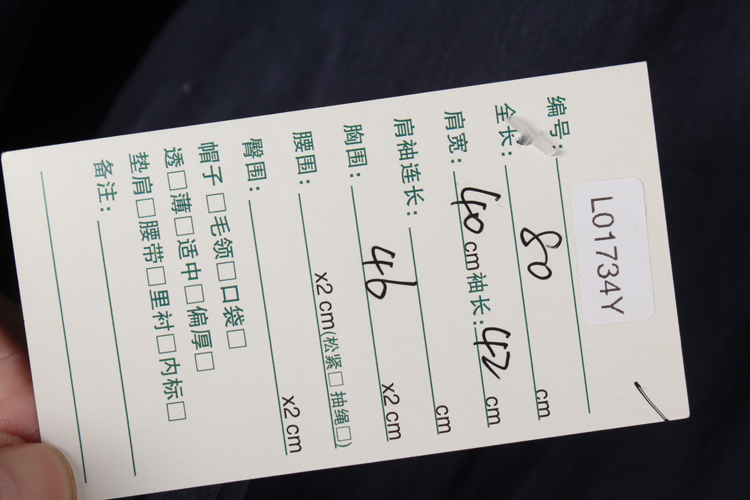 编号: L01734Y
全长: 80 cm
肩宽: 40 cm 袖长: 42 cm
肩袖连长: cm
胸围: 46 x2 cm
腰围: x2 cm(松紧□ 抽绳□)
臀围: x2 cm
帽子□毛领□口袋□
透□薄□适中□偏厚□
垫肩□腰带□里衬□内标□
备注: